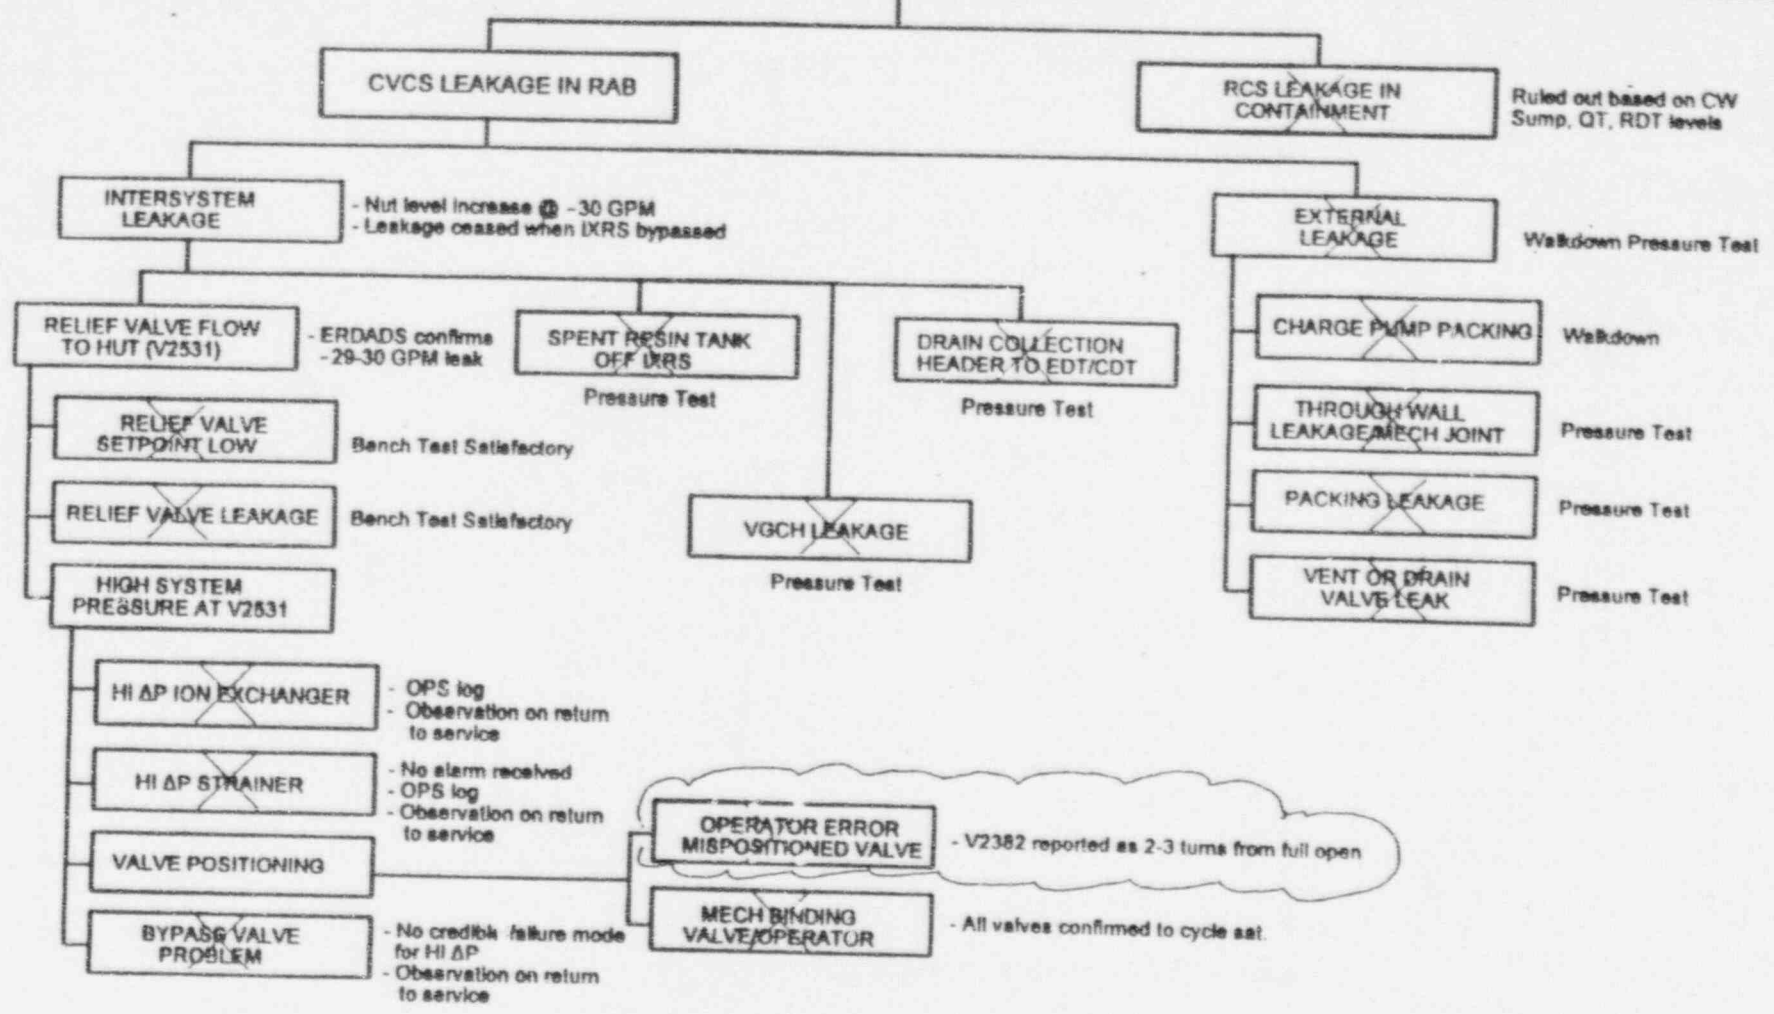 CVCS LEAKAGE IN RAB
RCS LEAKAGE IN
CONTAINMENT
Ruled out based on CW
Sump, QT, RDT levels
INTERSYSTEM
LEAKAGE
- Nut level increase @ ~30 GPM
- Leakage ceased when IXRS bypassed
EXTERNAL
LEAKAGE
Walkdown Pressure Test
RELIEF VALVE FLOW
TO HUT (V2531)
- ERDADS confirms
~ 29-30 GPM leak
SPENT RESIN TANK
OFF IXRS
Pressure Test
DRAIN COLLECTION
HEADER TO EDT/CDT
Pressure Test
CHARGE PUMP PACKING
Walkdown
RELIEF VALVE
SETPOINT LOW
Bench Test Satisfactory
THROUGH WALL
LEAKAGE/MECH JOINT
Pressure Test
RELIEF VALVE LEAKAGE
Bench Test Satisfactory
VGCH LEAKAGE
Pressure Test
PACKING LEAKAGE
Pressure Test
HIGH SYSTEM
PRESSURE AT V2531
VENT OR DRAIN
VALVE LEAK
Pressure Test
HI ΔP ION EXCHANGER
- OPS log
- Observation on return
to service
HI ΔP STRAINER
- No alarm received
- OPS log
- Observation on return
to service
VALVE POSITIONING
OPERATOR ERROR
MISPOSITIONED VALVE
- V2382 reported as 2-3 turns from full open
MECH BINDING
VALVE/OPERATOR
- All valves confirmed to cycle sat.
BYPASS VALVE
PROBLEM
- No credible failure mode
for HI ΔP
- Observation on return
to service